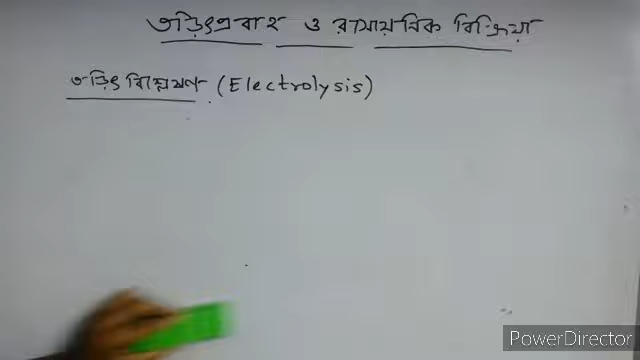 তড়িৎপ্রবাহ ও রাসায়নিক বিক্রিয়া
তড়িৎ বিশ্লেষণ (Electrolysis)
PowerDirector